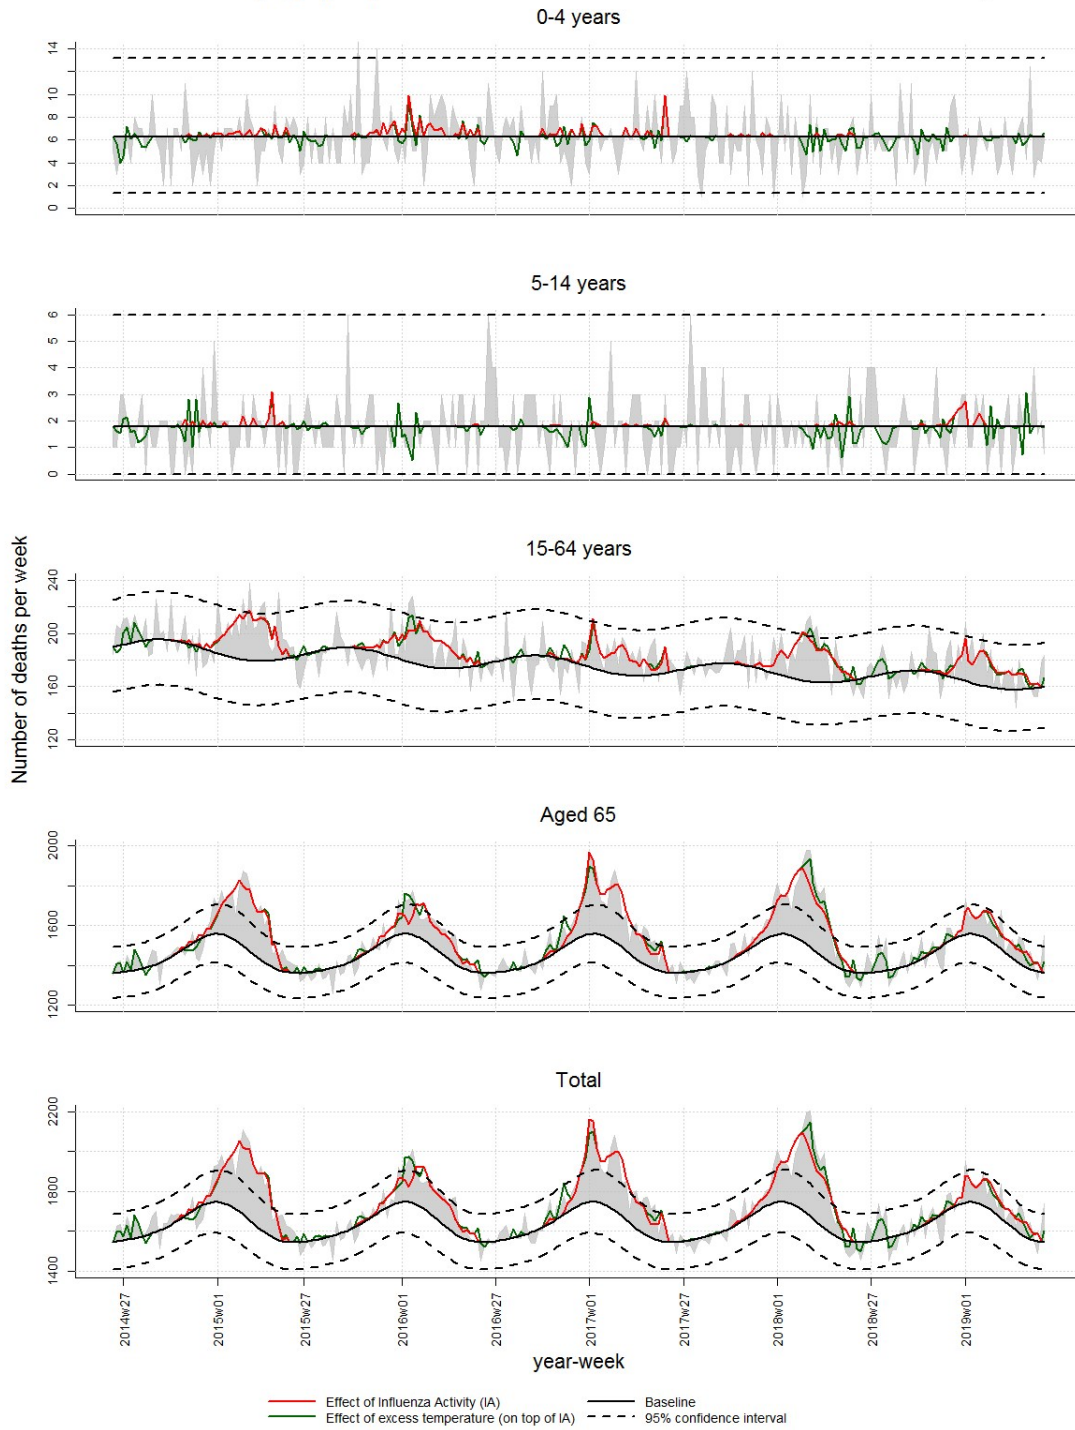 0-4 years
14
10
8
6
4
2
0
5-14 years
6
5
4
3
2
1
0
15-64 years
240
200
160
120
Number of deaths per week
Aged 65
2000
1600
1200
Total
2200
1800
1400
2014w27
2015w01
2015w27
2016w01
2016w27
2017w01
2017w27
2018w01
2018w27
2019w01
year-week
Effect of Influenza Activity (IA) Baseline
Effect of excess temperature (on top of IA) 95% confidence interval